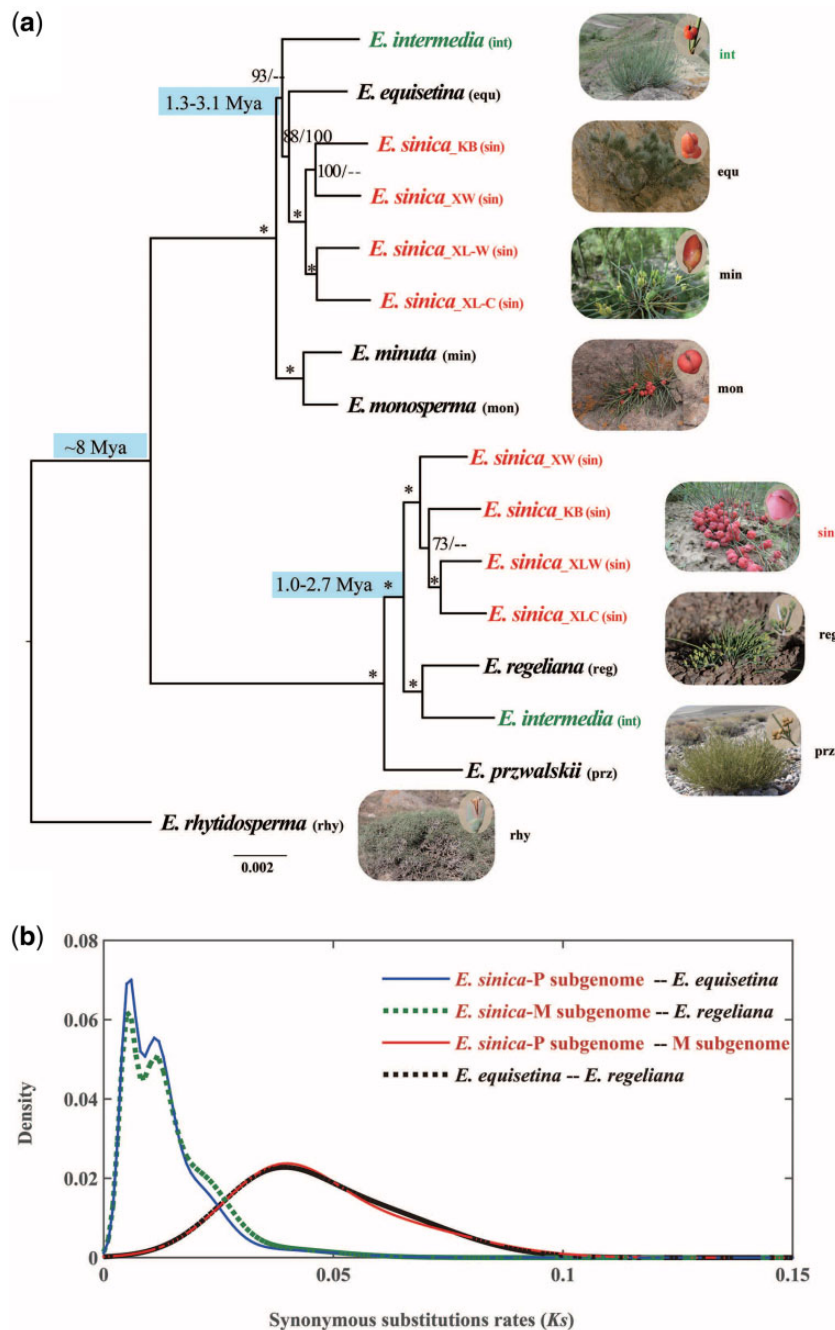 (a)
E. intermedia (int)
int
93/--
1.3-3.1 Mya
E. equisetina (equ)
88/100
E. sinica_KB (sin)
equ
100/--
E. sinica_XW (sin)
*
*
E. sinica_XL-W (sin)
min
*
E. sinica_XL-C (sin)
E. minuta (min)
*
mon
E. monosperma (mon)
~8 Mya
E. sinica_XW (sin)
*
E. sinica_KB (sin)
sin
73/--
E. sinica_XLW (sin)
1.0-2.7 Mya
*
*
E. sinica_XLC (sin)
reg
E. regeliana (reg)
*
*
E. intermedia (int)
prz
E. przwalskii (prz)
E. rhytidosperma (rhy)
rhy
0.002
(b)
0.08
E. sinica-P subgenome -- E. equisetina
E. sinica-M subgenome -- E. regeliana
0.06
E. sinica-P subgenome -- M subgenome
E. equisetina -- E. regeliana
Density
0.04
0.02
0
0
0.05
0.1
0.15
Synonymous substitutions rates (Ks)